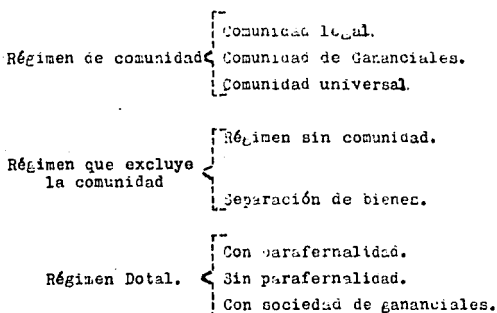 Comunidad legal.
Régimen de comunidad
Comunidad de Gananciales.
Comunidad universal.
Régimen sin comunidad.
Régimen que excluye
la comunidad
Separación de bienes.
Con parafernalidad.
Régimen Dotal.
Sin parafernalidad.
Con sociedad de gananciales.